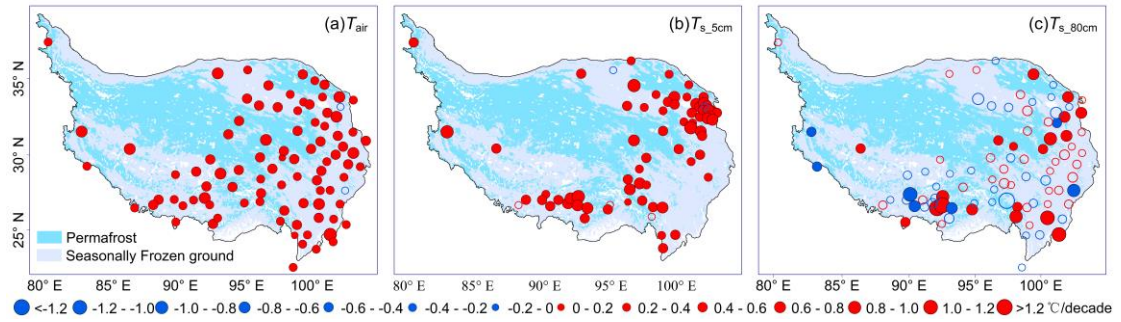 (a)Tair
(b)Ts_5cm
(c)Ts_80cm
35° N
30° N
25° N
Permafrost
Seasonally Frozen ground
80° E 85° E 90° E 95° E 100° E
80° E 85° E 90° E 95° E 100° E
80° E 85° E 90° E 95° E 100° E
<-1.2 -1.2 - -1.0 -1.0 - -0.8 -0.8 - -0.6 -0.6 - -0.4 -0.4 - -0.2 -0.2 - 0 0 - 0.2 0.2 - 0.4 0.4 - 0.6 0.6 - 0.8 0.8 - 1.0 1.0 - 1.2 >1.2 ℃/decade